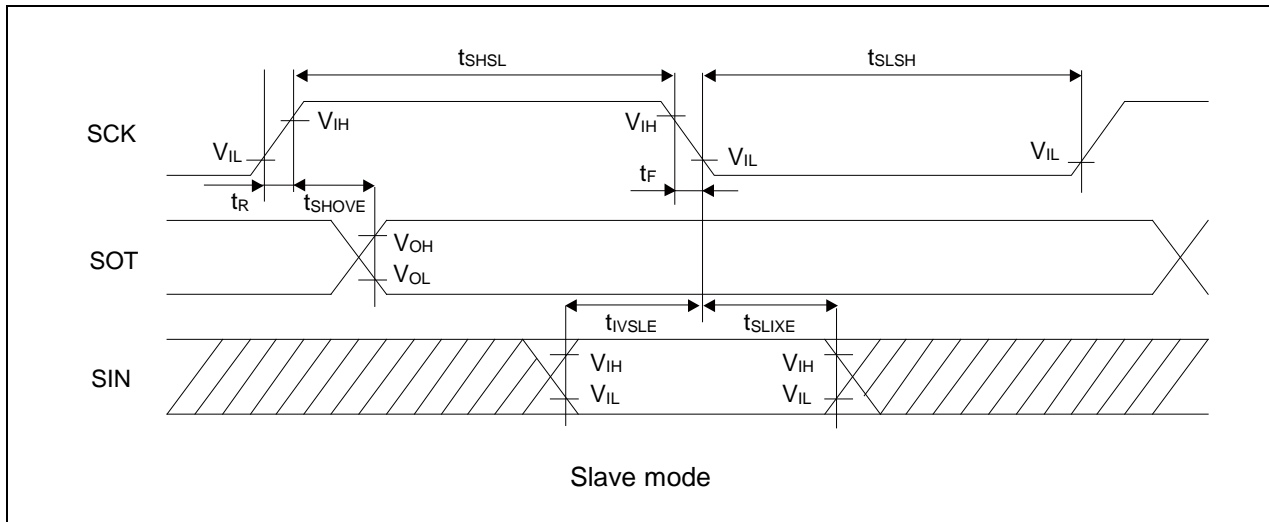 tSHSL tSLSH
SCK VIH VIH
VIL VIL VIL
tR tSHOVE tF
SOT VOH
VOL
tIVSLE tSLIXE
SIN VIH VIH
VIL VIL
Slave mode